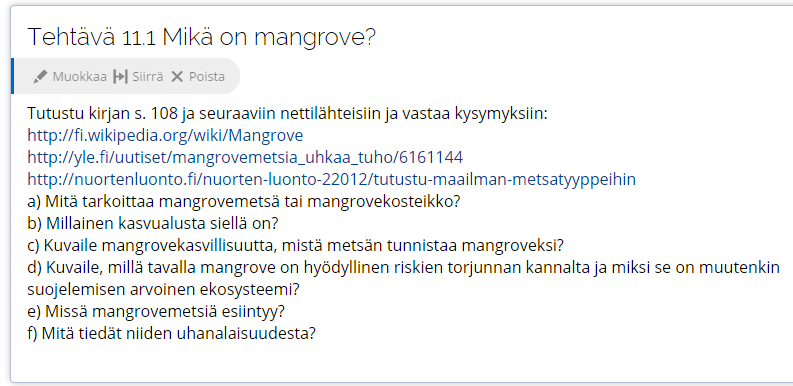 Tehtävä 11.1 Mikä on mangrove?
Muokkaa Siirrä Poista
Tutustu kirjan s. 108 ja seuraaviin nettilähteisiin ja vastaa kysymyksiin:
http://fi.wikipedia.org/wiki/Mangrove
http://yle.fi/uutiset/mangrovemetsia_uhkaa_tuho/6161144
http://nuortenluonto.fi/nuorten-luonto-22012/tutustu-maailman-metsatyyppeihin
a) Mitä tarkoittaa mangrovemetsä tai mangrovekosteikko?
b) Millainen kasvualusta siellä on?
c) Kuvaile mangrovekasvillisuutta, mistä metsän tunnistaa mangroveksi?
d) Kuvaile, millä tavalla mangrove on hyödyllinen riskien torjunnan kannalta ja miksi se on muutenkin
suojelemisen arvoinen ekosysteemi?
e) Missä mangrovemetsiä esiintyy?
f) Mitä tiedät niiden uhanalaisuudesta?